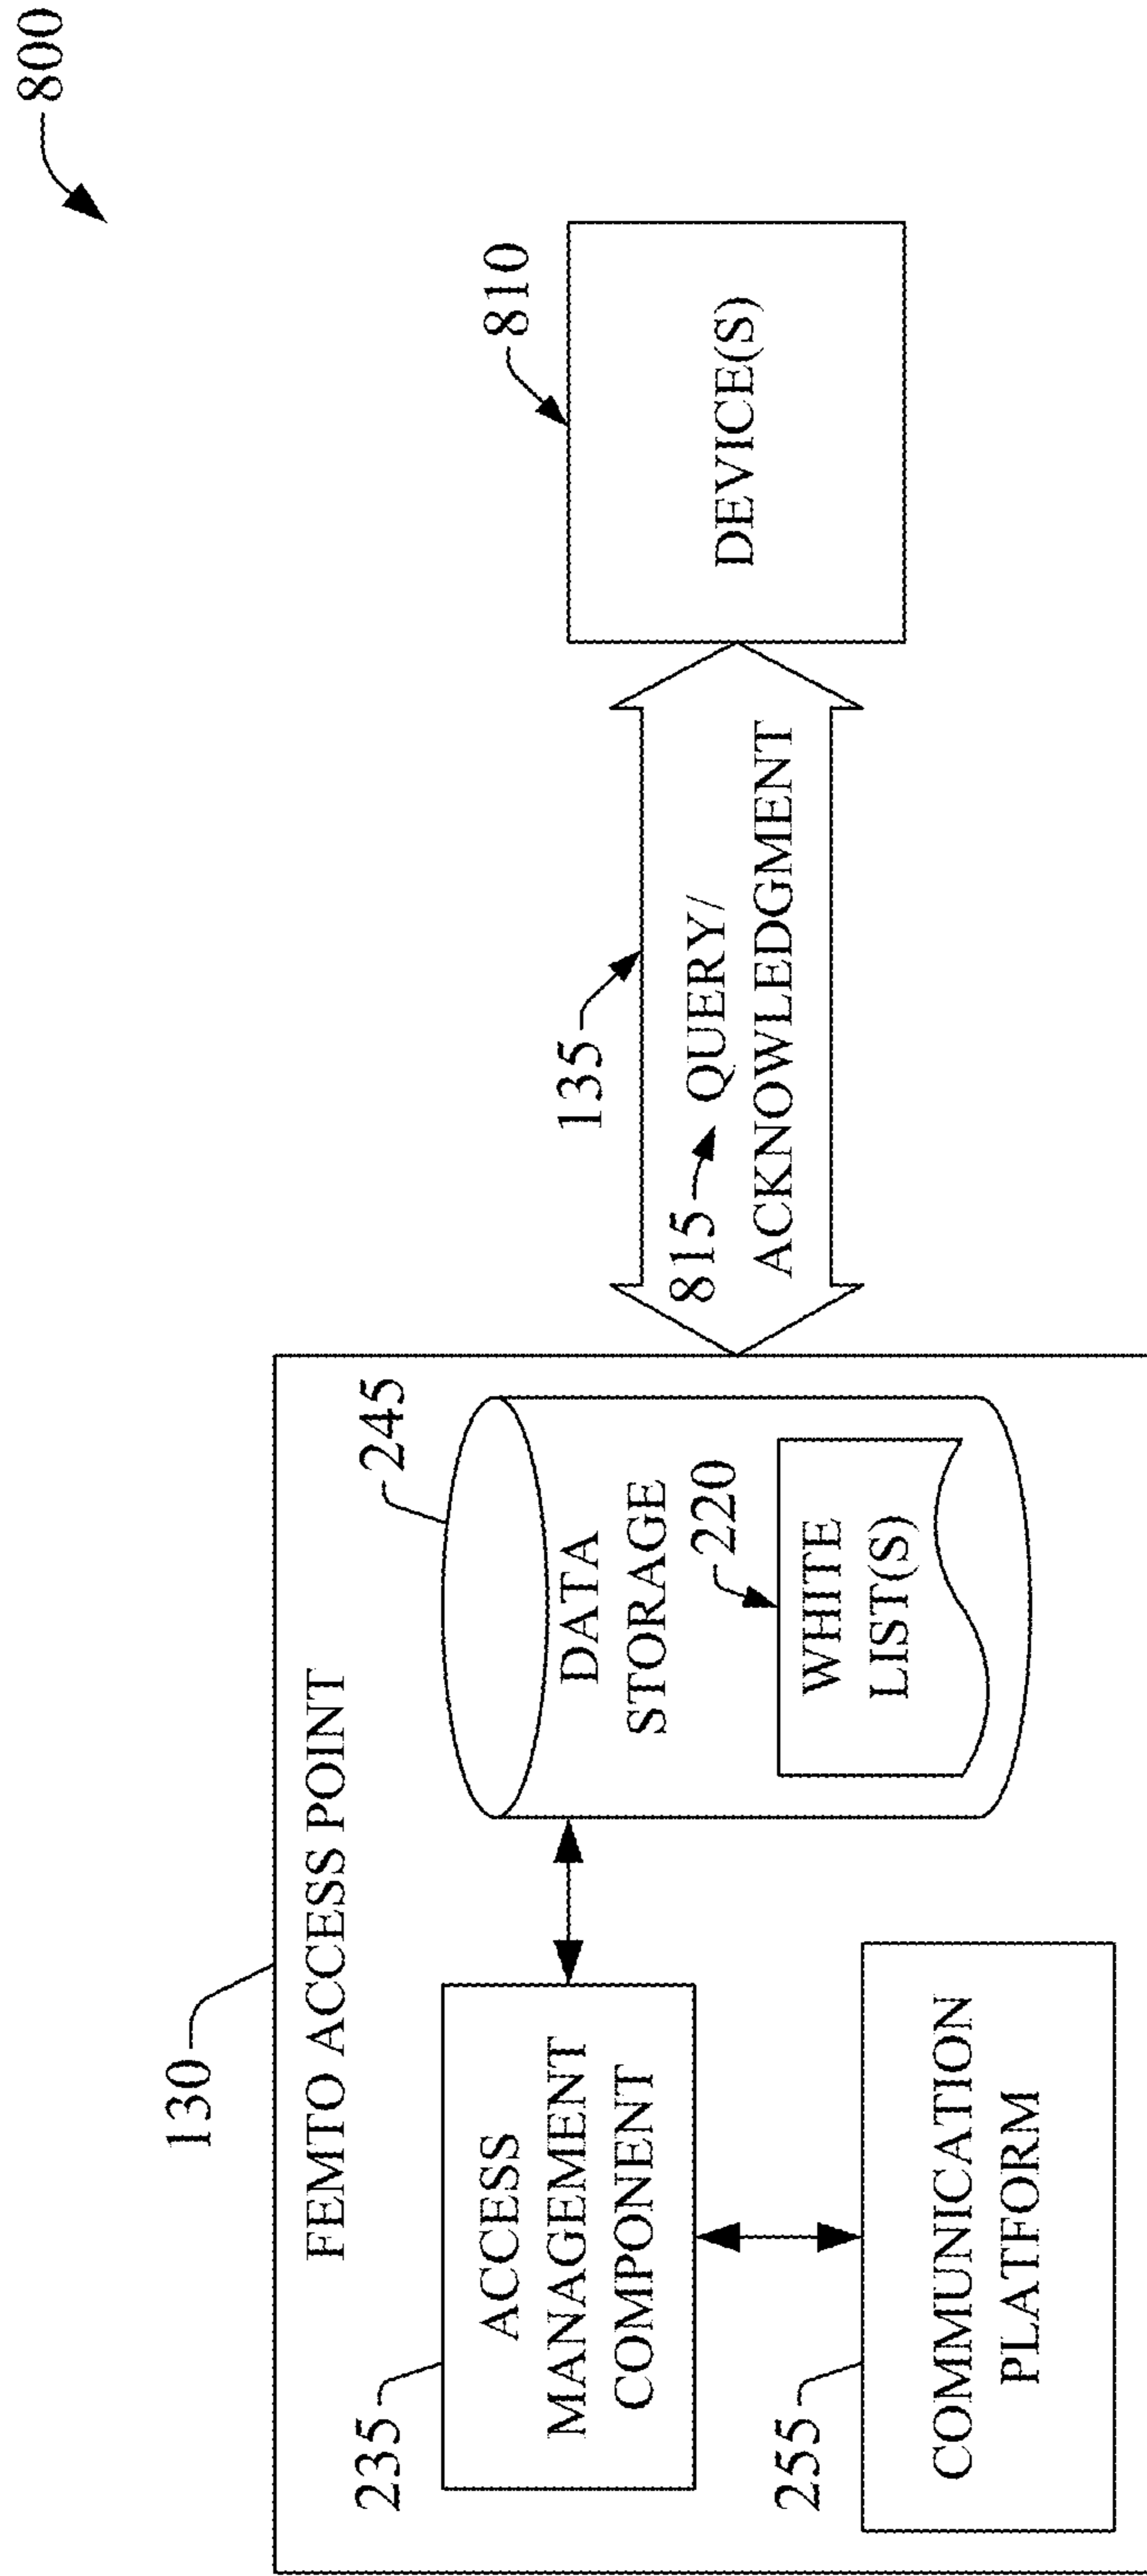 800
130
FEMTO ACCESS POINT
235
ACCESS
MANAGEMENT
COMPONENT
245
DATA
STORAGE
220
WHITE
LIST(S)
255
COMMUNICATION
PLATFORM
135
815 QUERY/
ACKNOWLEDGMENT
810
DEVICE(S)